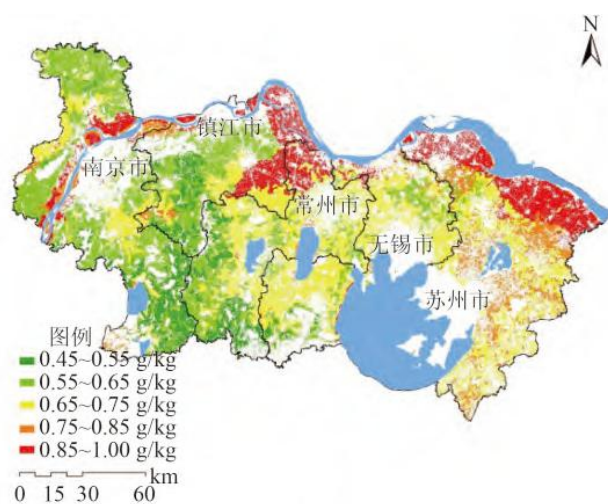 N
镇江市
南京市
常州市
无锡市
苏州市
图例
0.45~0.55 g/kg
0.55~0.65 g/kg
0.65~0.75 g/kg
0.75~0.85 g/kg
0.85~1.00 g/kg
km
0 15 30 60